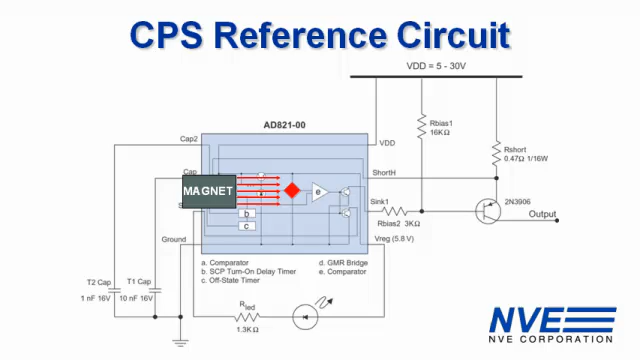 CPS Reference Circuit
VDD = 5 - 30V
AD821-00
Cap2
VDD
Rbias1
16KΩ
Rshort
0.47Ω 1/16W
Cap
MAGNET
ShortH
e
Sink1
2N3906
Output
b
c
Rbias2 3KΩ
Ground
Vreg (5.8 V)
a. Comparator
b. SCP Turn-On Delay Timer
c. Off-State Timer
d. GMR Bridge
e. Comparator
T2 Cap
1 nF 16V
T1 Cap
10 nF 16V
Rled
1.3KΩ
NVE
NVE CORPORATION